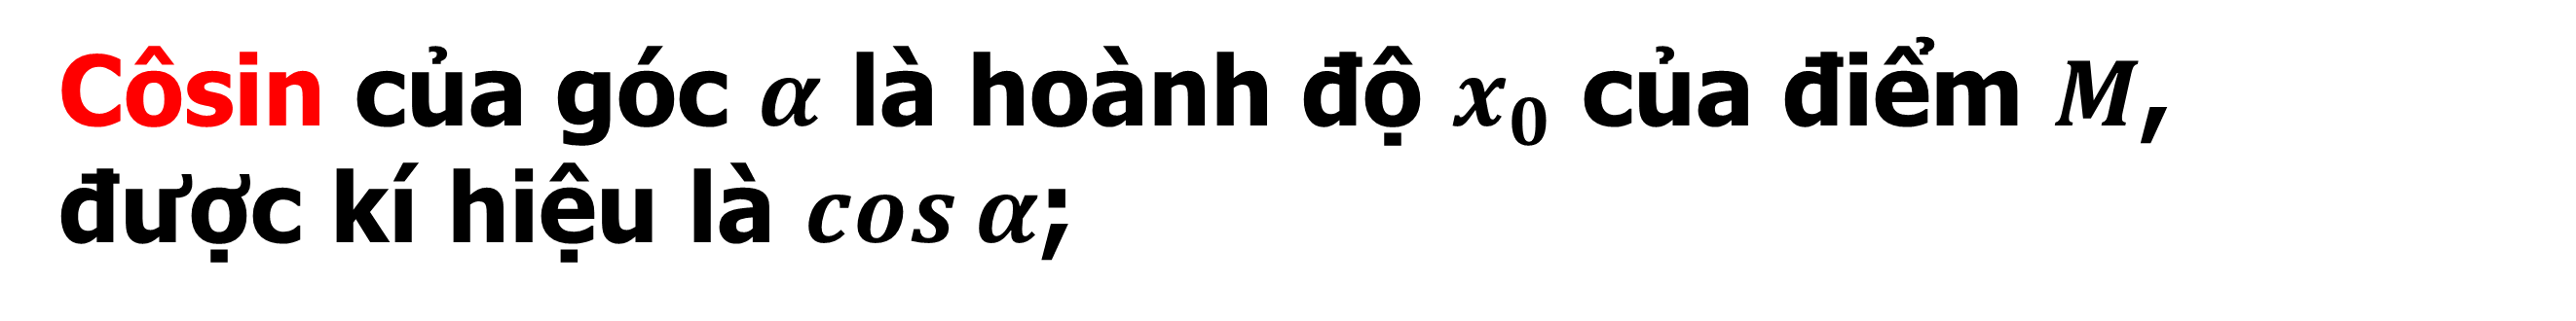 Côsin của góc α là hoành độ x₀ của điểm M,
được kí hiệu là cos α;